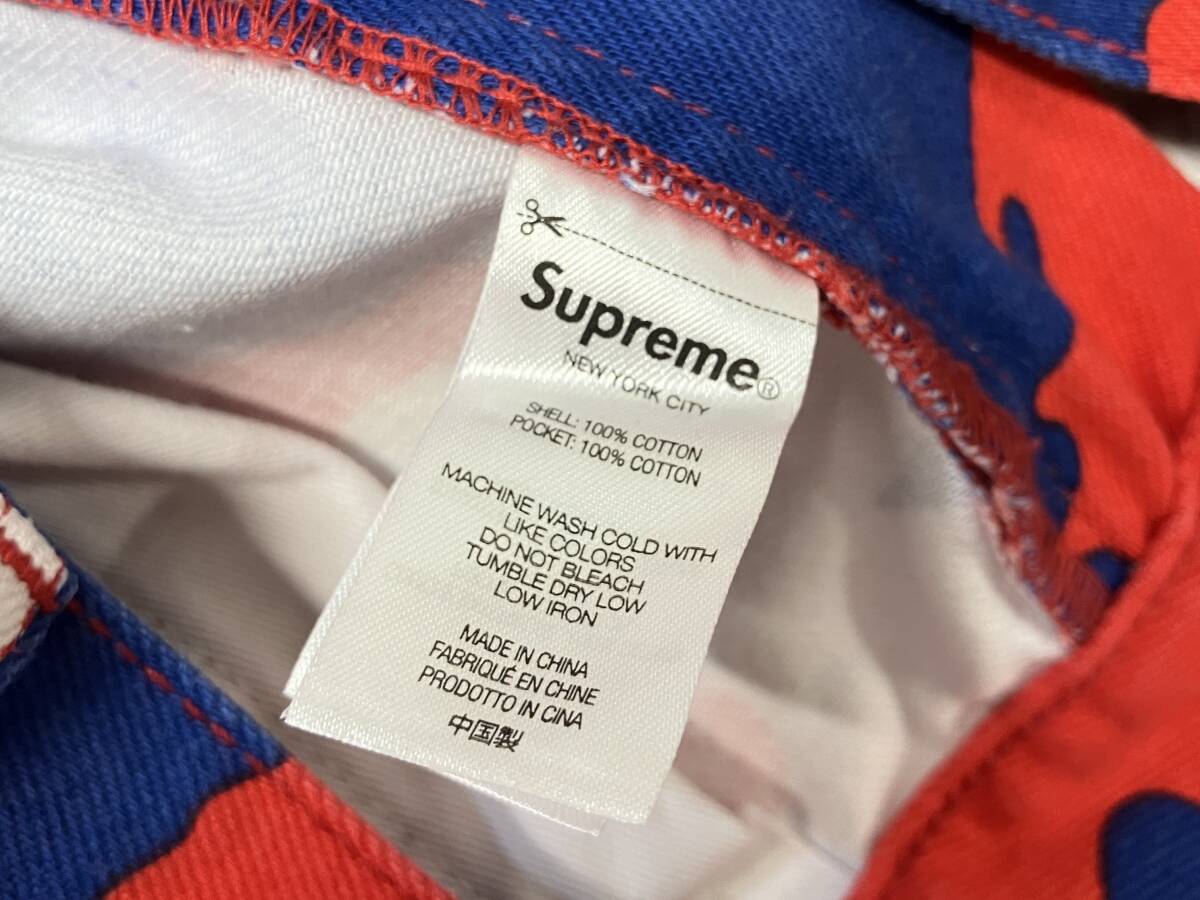 Supreme®
NEW YORK CITY
SHELL: 100% COTTON
POCKET: 100% COTTON
MACHINE WASH COLD WITH
LIKE COLORS
DO NOT BLEACH
TUMBLE DRY LOW
LOW IRON
MADE IN CHINA
FABRIQUÉ EN CHINE
PRODOTTO IN CINA
中国製